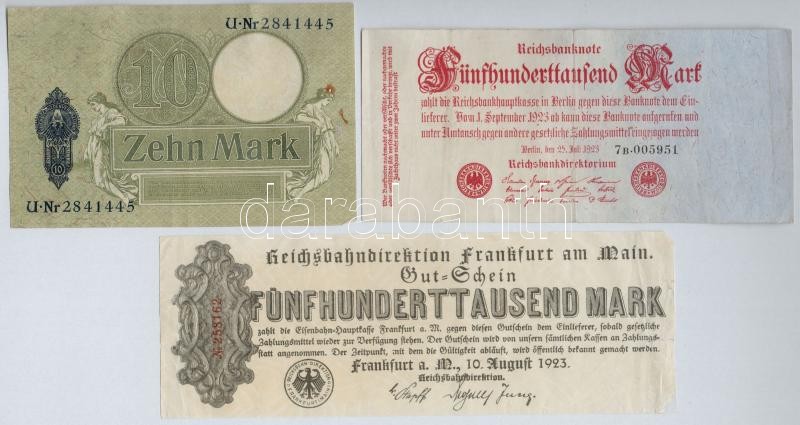 U·Nr 2841445
10
Zehn Mark
10
U·Nr 2841445
Reichsbanknote
Fünfhunderttausend Mark
zahlt die Reichsbankhauptkasse in Berlin gegen diese Banknote dem Ein-
lieferer. Vom 1. September 1923 ab kann diese Banknote aufgerufen und
unter Umtausch gegen andere gesetzliche Zahlungsmittel eingezogen werden
Berlin, den 25. Juli 1923
7B·005951
Reichsbankdirektorium
darabanth
Reichsbahndirektion Frankfurt am Main.
Gut=Schein
FÜNFHUNDERTTAUSEND MARK
zahlt die Eisenbahn-Hauptkasse Frankfurt a. M. gegen diesen Gutschein dem Einlieferer, sobald gesetzliche
Zahlungsmittel wieder zur Verfügung stehen. Der Gutschein wird von unsern sämtlichen Kassen an Zahlungs-
statt angenommen. Der Zeitpunkt, mit dem die Gültigkeit abläuft, wird öffentlich bekannt gemacht werden.
Frankfurt a. M., 10. August 1923.
Reichsbahndirektion.
258162